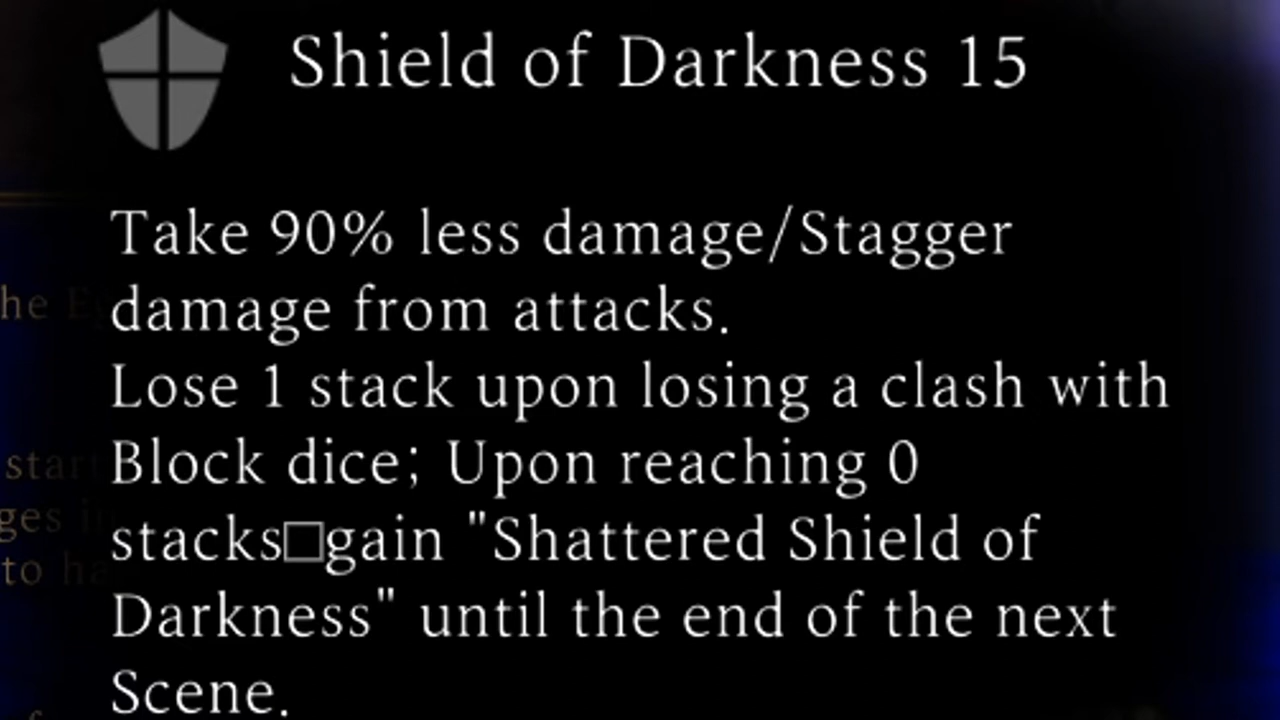 Shield of Darkness 15
Take 90% less damage/Stagger
damage from attacks.
Lose 1 stack upon losing a clash with
Block dice; Upon reaching 0
stacks□gain "Shattered Shield of
Darkness" until the end of the next
Scene.